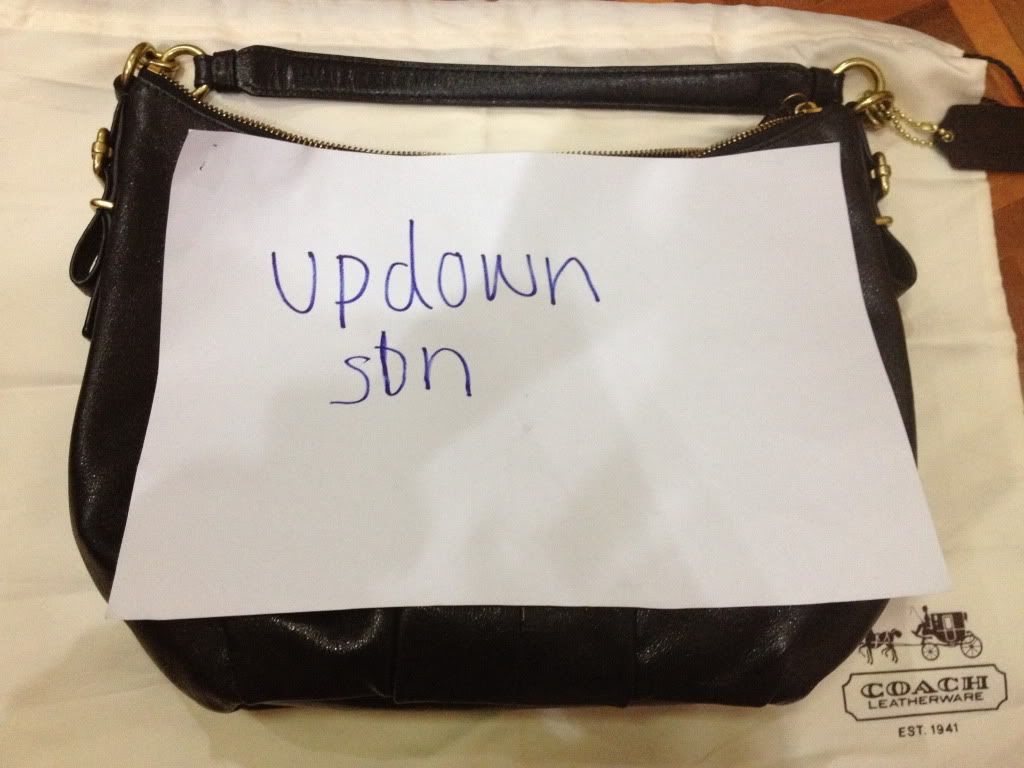 updown
sbn
COACH
LEATHERWARE
EST. 1941